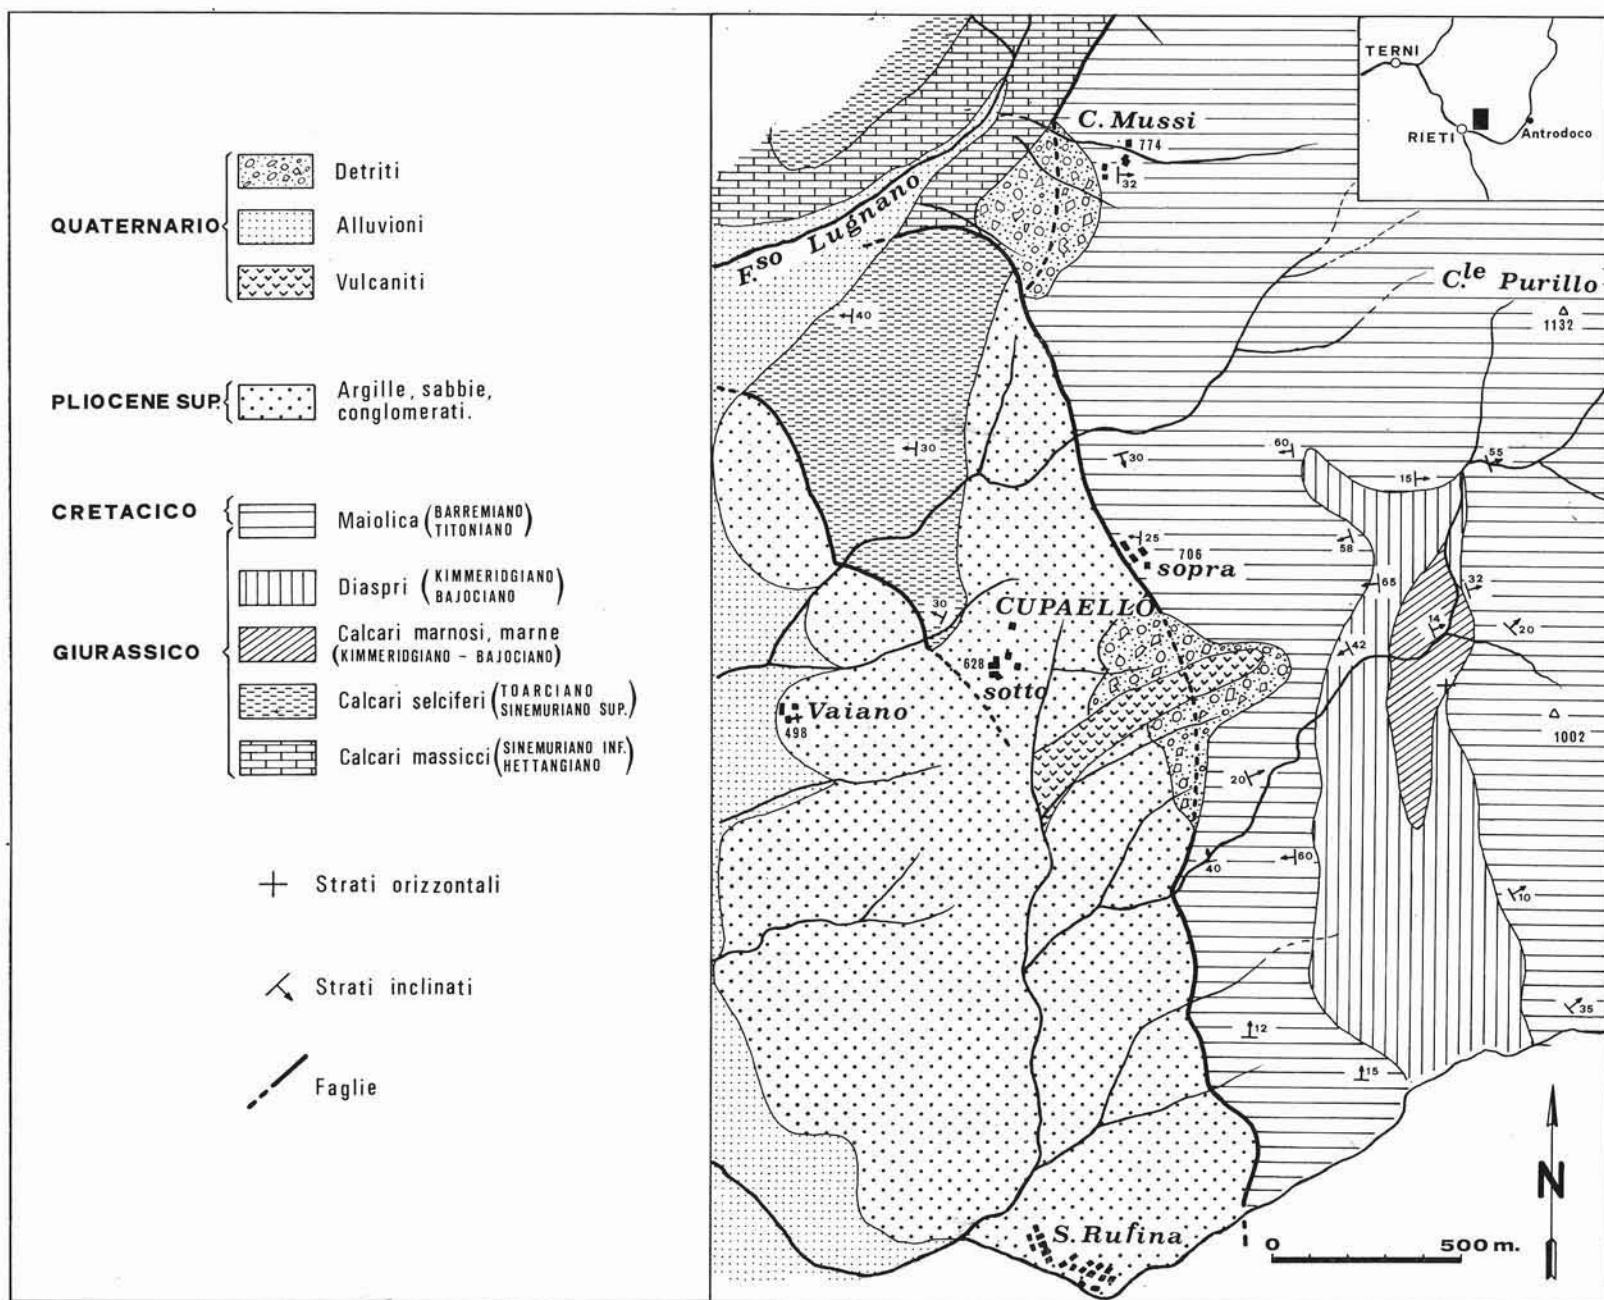 QUATERNARIO
Detriti
Alluvioni
Vulcaniti
PLIOCENE SUP.
Argille, sabbie,
conglomerati.
CRETACICO
Maiolica (BARREMIANO
TITONIANO)
GIURASSICO
Diaspri (KIMMERIDGIANO
BAJOCIANO)
Calcari marnosi, marne
(KIMMERIDGIANO - BAJOCIANO)
Calcari selciferi (TOARCIANO
SINEMURIANO SUP.)
Calcari massicci (SINEMURIANO INF.
HETTANGIANO)
Strati orizzontali
Strati inclinati
Faglie
TERNI
RIETI
Antrodoco
C. Mussi
774
32
F.so Lugnano
C.le Purillo
1132
40
30
30
60
15
55
25
706
sopra
58
65
32
CUPAELLO
30
14
20
42
628
sotto
Vaiano
498
1002
20
60
40
10
35
12
15
N
S. Rufina
0 500 m.